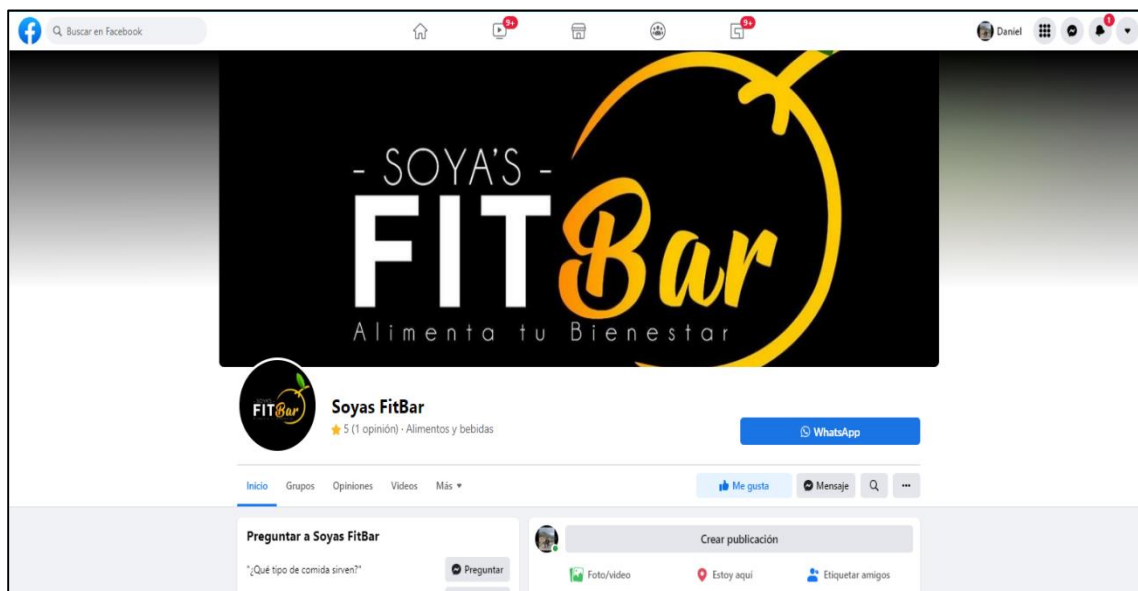 Buscar en Facebook
9+
9+
Daniel
1
- SOYA'S -
FIT Bar
Alimenta tu Bienestar
FIT Bar
Soyas FitBar
5 (1 opinión) · Alimentos y bebidas
WhatsApp
Inicio Grupos Opiniones Videos Más
Me gusta Mensaje
Preguntar a Soyas FitBar
"¿Qué tipo de comida sirven?" Preguntar
Crear publicación
Foto/video Estoy aquí Etiquetar amigos